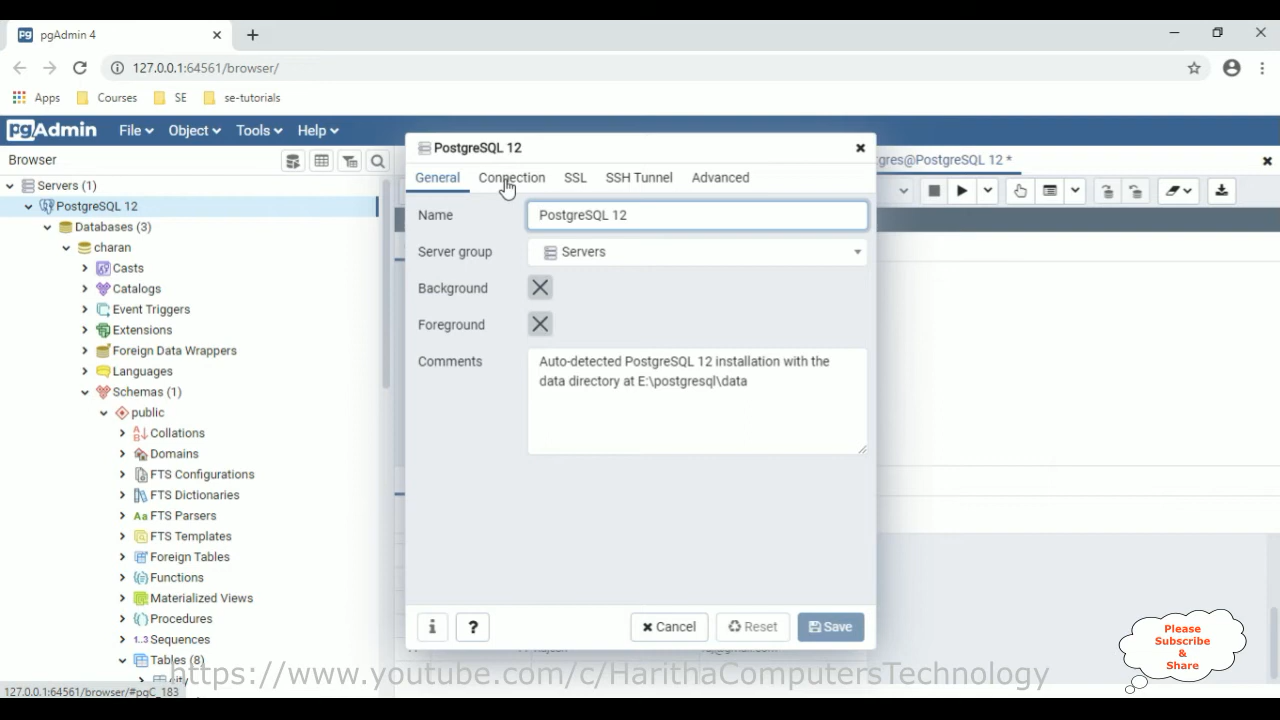 pgAdmin 4
127.0.0.1:64561/browser/
Apps Courses SE se-tutorials
pgAdmin File Object Tools Help
Browser
PostgreSQL 12
gres@PostgreSQL 12 *
General Connection SSL SSH Tunnel Advanced
Name PostgreSQL 12
Server group Servers
Background
Foreground
Comments Auto-detected PostgreSQL 12 installation with the
data directory at E:\postgresql\data
i ? Cancel Reset Save
Servers (1)
PostgreSQL 12
Databases (3)
charan
Casts
Catalogs
Event Triggers
Extensions
Foreign Data Wrappers
Languages
Schemas (1)
public
Collations
Domains
FTS Configurations
FTS Dictionaries
FTS Parsers
FTS Templates
Foreign Tables
Functions
Materialized Views
Procedures
1..3 Sequences
Tables (8)
127.0.0.1:64561/browser/#pgC_183
https://www.youtube.com/c/HarithaComputersTechnology
Please
Subscribe
&
Share